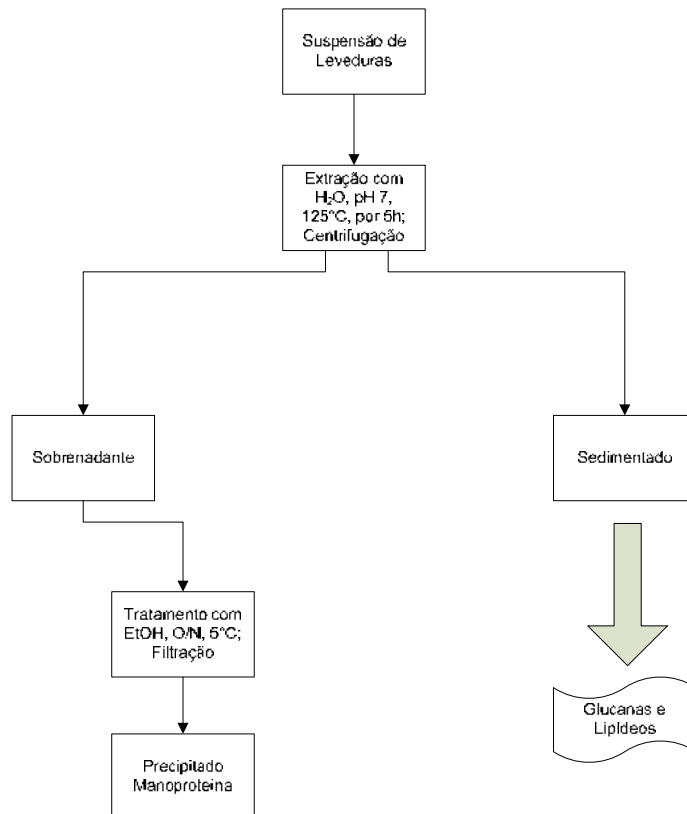 Suspensão de
Leveduras
Extração com
H₂O, pH 7,
125°C, por 5h;
Centrifugação
Sobrenadante
Sedimentado
Tratamento com
EtOH, O/N, 5°C;
Filtração
Glucanas e
Lipídeos
Precipitado
Manoproteína